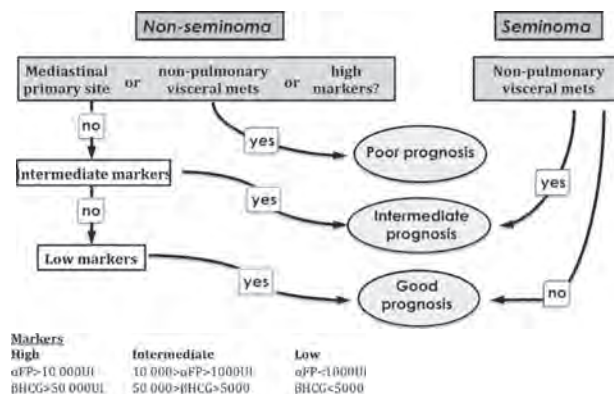 Non-seminoma
Seminoma
Mediastinal primary site
or
non-pulmonary visceral mets
or
high markers?
Non-pulmonary visceral mets
no
yes
Poor prognosis
Intermediate markers
yes
yes
Intermediate prognosis
no
Low markers
yes
no
Good prognosis
Markers
High
Intermediate
Low
αFP>10 000UI
10 000>αFP>1000UI
αFP<1000UI
βHCG>50 000UI
50 000>βHCG>5000
βHCG<5000